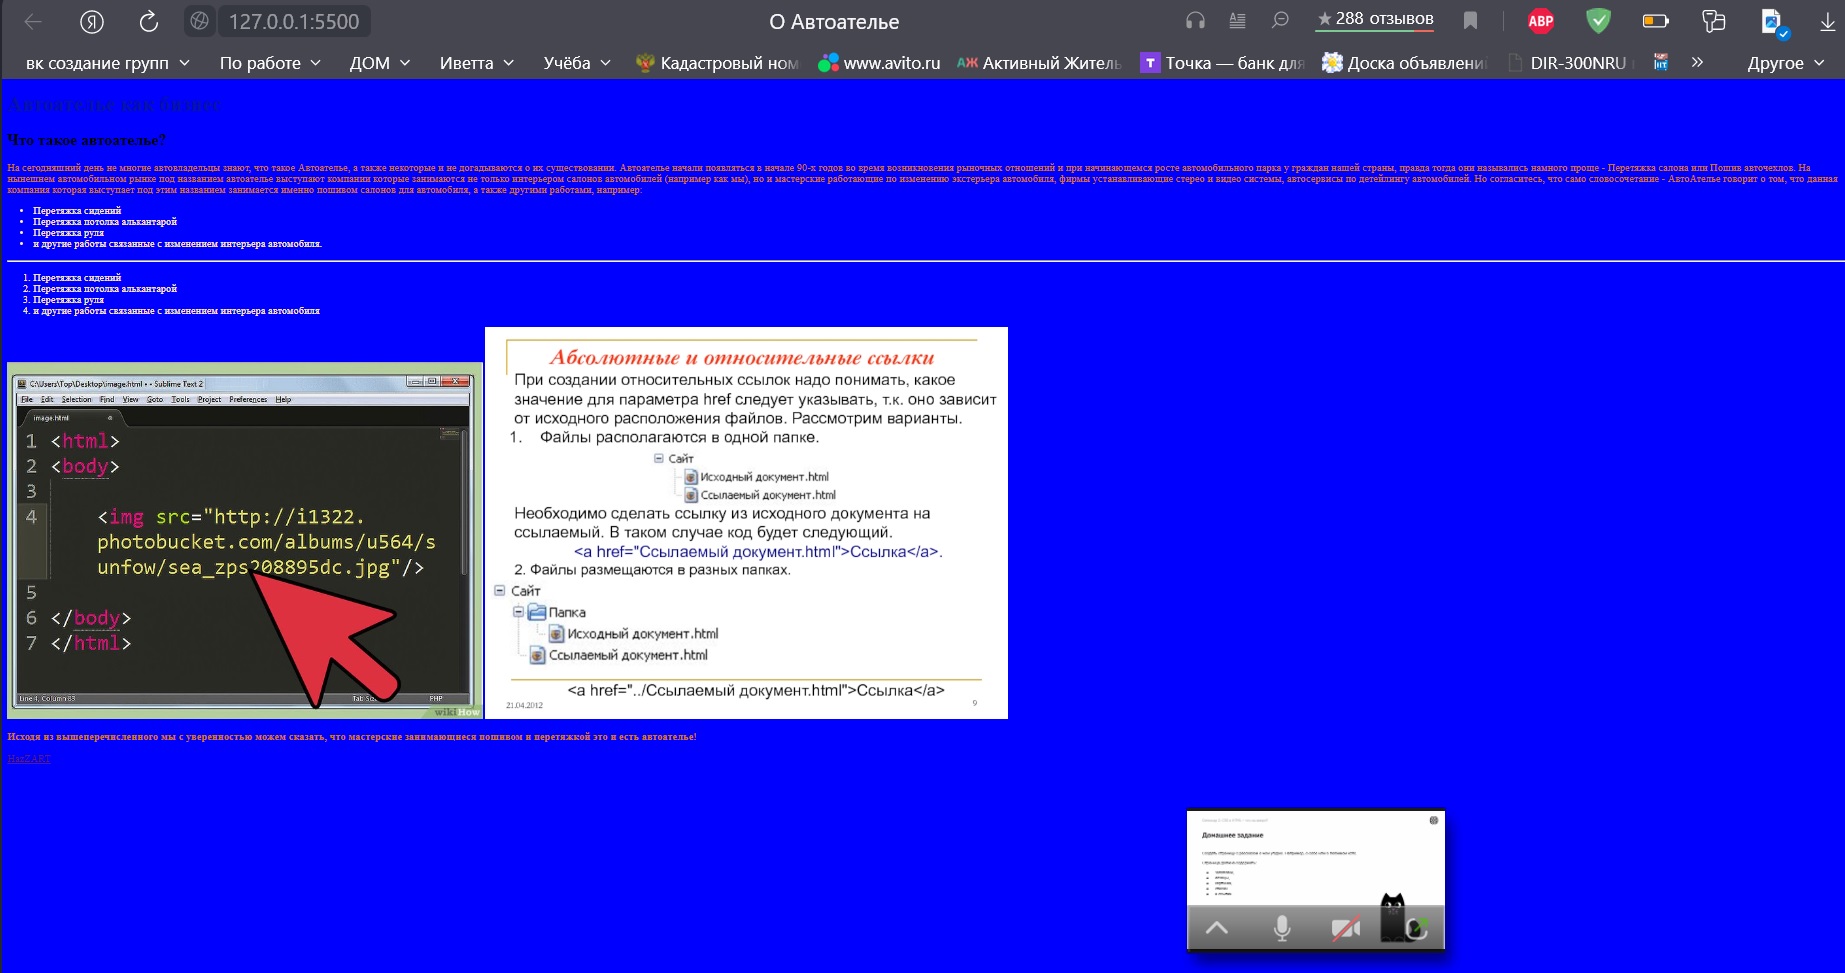 127.0.0.1:5500
О Автоателье
288 отзывов
ABP
вк создание групп
По работе
ДОМ
Иветта
Учёба
Кадастровый ном
www.avito.ru
АЖ Активный Житель
Т Точка — банк для
Доска объявлени
DIR-300NRU
Другое
Автоателье как бизнес
Что такое автоателье?
На сегодняшний день не многие автовладельцы знают, что такое Автоателье, а также некоторые и не догадываются о их существовании. Автоателье начали появляться в начале 90-х годов во время возникновения рыночных отношений и при начинающемся росте автомобильного парка у граждан нашей страны, правда тогда они назывались намного проще - Перетяжка салона или Пошив авточехлов. На
нынешнем автомобильном рынке под названием автоателье выступают компании которые занимаются не только интерьером салонов автомобилей (например как мы), но и мастерские работающие по изменению экстерьера автомобиля, фирмы устанавливающие стерео и видео системы, автосервисы по детейлингу автомобилей. Но согласитесь, что само словосочетание - АвтоАтелье говорит о том, что данная
компания которая выступает под этим названием занимается именно пошивом салонов для автомобиля, а также другими работами, например:
• Перетяжка сидений
• Перетяжка потолка алькантарой
• Перетяжка руля
• и другие работы связанные с изменением интерьера автомобиля.
1. Перетяжка сидений
2. Перетяжка потолка алькантарой
3. Перетяжка руля
4. и другие работы связанные с изменением интерьера автомобиля
C:\Users\Top\Desktop\image.html • - Sublime Text 2
File Edit Selection Find View Goto Tools Project Preferences Help
image.html
1 <html>
2 <body>
3
4 <img src="http://i1322.
photobucket.com/albums/u564/s
unfow/sea_zps208895dc.jpg"/>
5
6 </body>
7 </html>
Line 4, Column 83
PHP
wikiHow
Абсолютные и относительные ссылки
При создании относительных ссылок надо понимать, какое
значение для параметра href следует указывать, т.к. оно зависит
от исходного расположения файлов. Рассмотрим варианты.
1. Файлы располагаются в одной папке.
Сайт
Исходный документ.html
Ссылаемый документ.html
Необходимо сделать ссылку из исходного документа на
ссылаемый. В таком случае код будет следующий.
<a href="Ссылаемый документ.html">Ссылка</a>.
2. Файлы размещаются в разных папках.
Сайт
Папка
Исходный документ.html
Ссылаемый документ.html
<a href="../Ссылаемый документ.html">Ссылка</a>
21.04.2012
9
Исходя из вышеперечисленного мы с уверенностью можем сказать, что мастерские занимающиеся пошивом и перетяжкой это и есть автоателье!
Домашнее задание